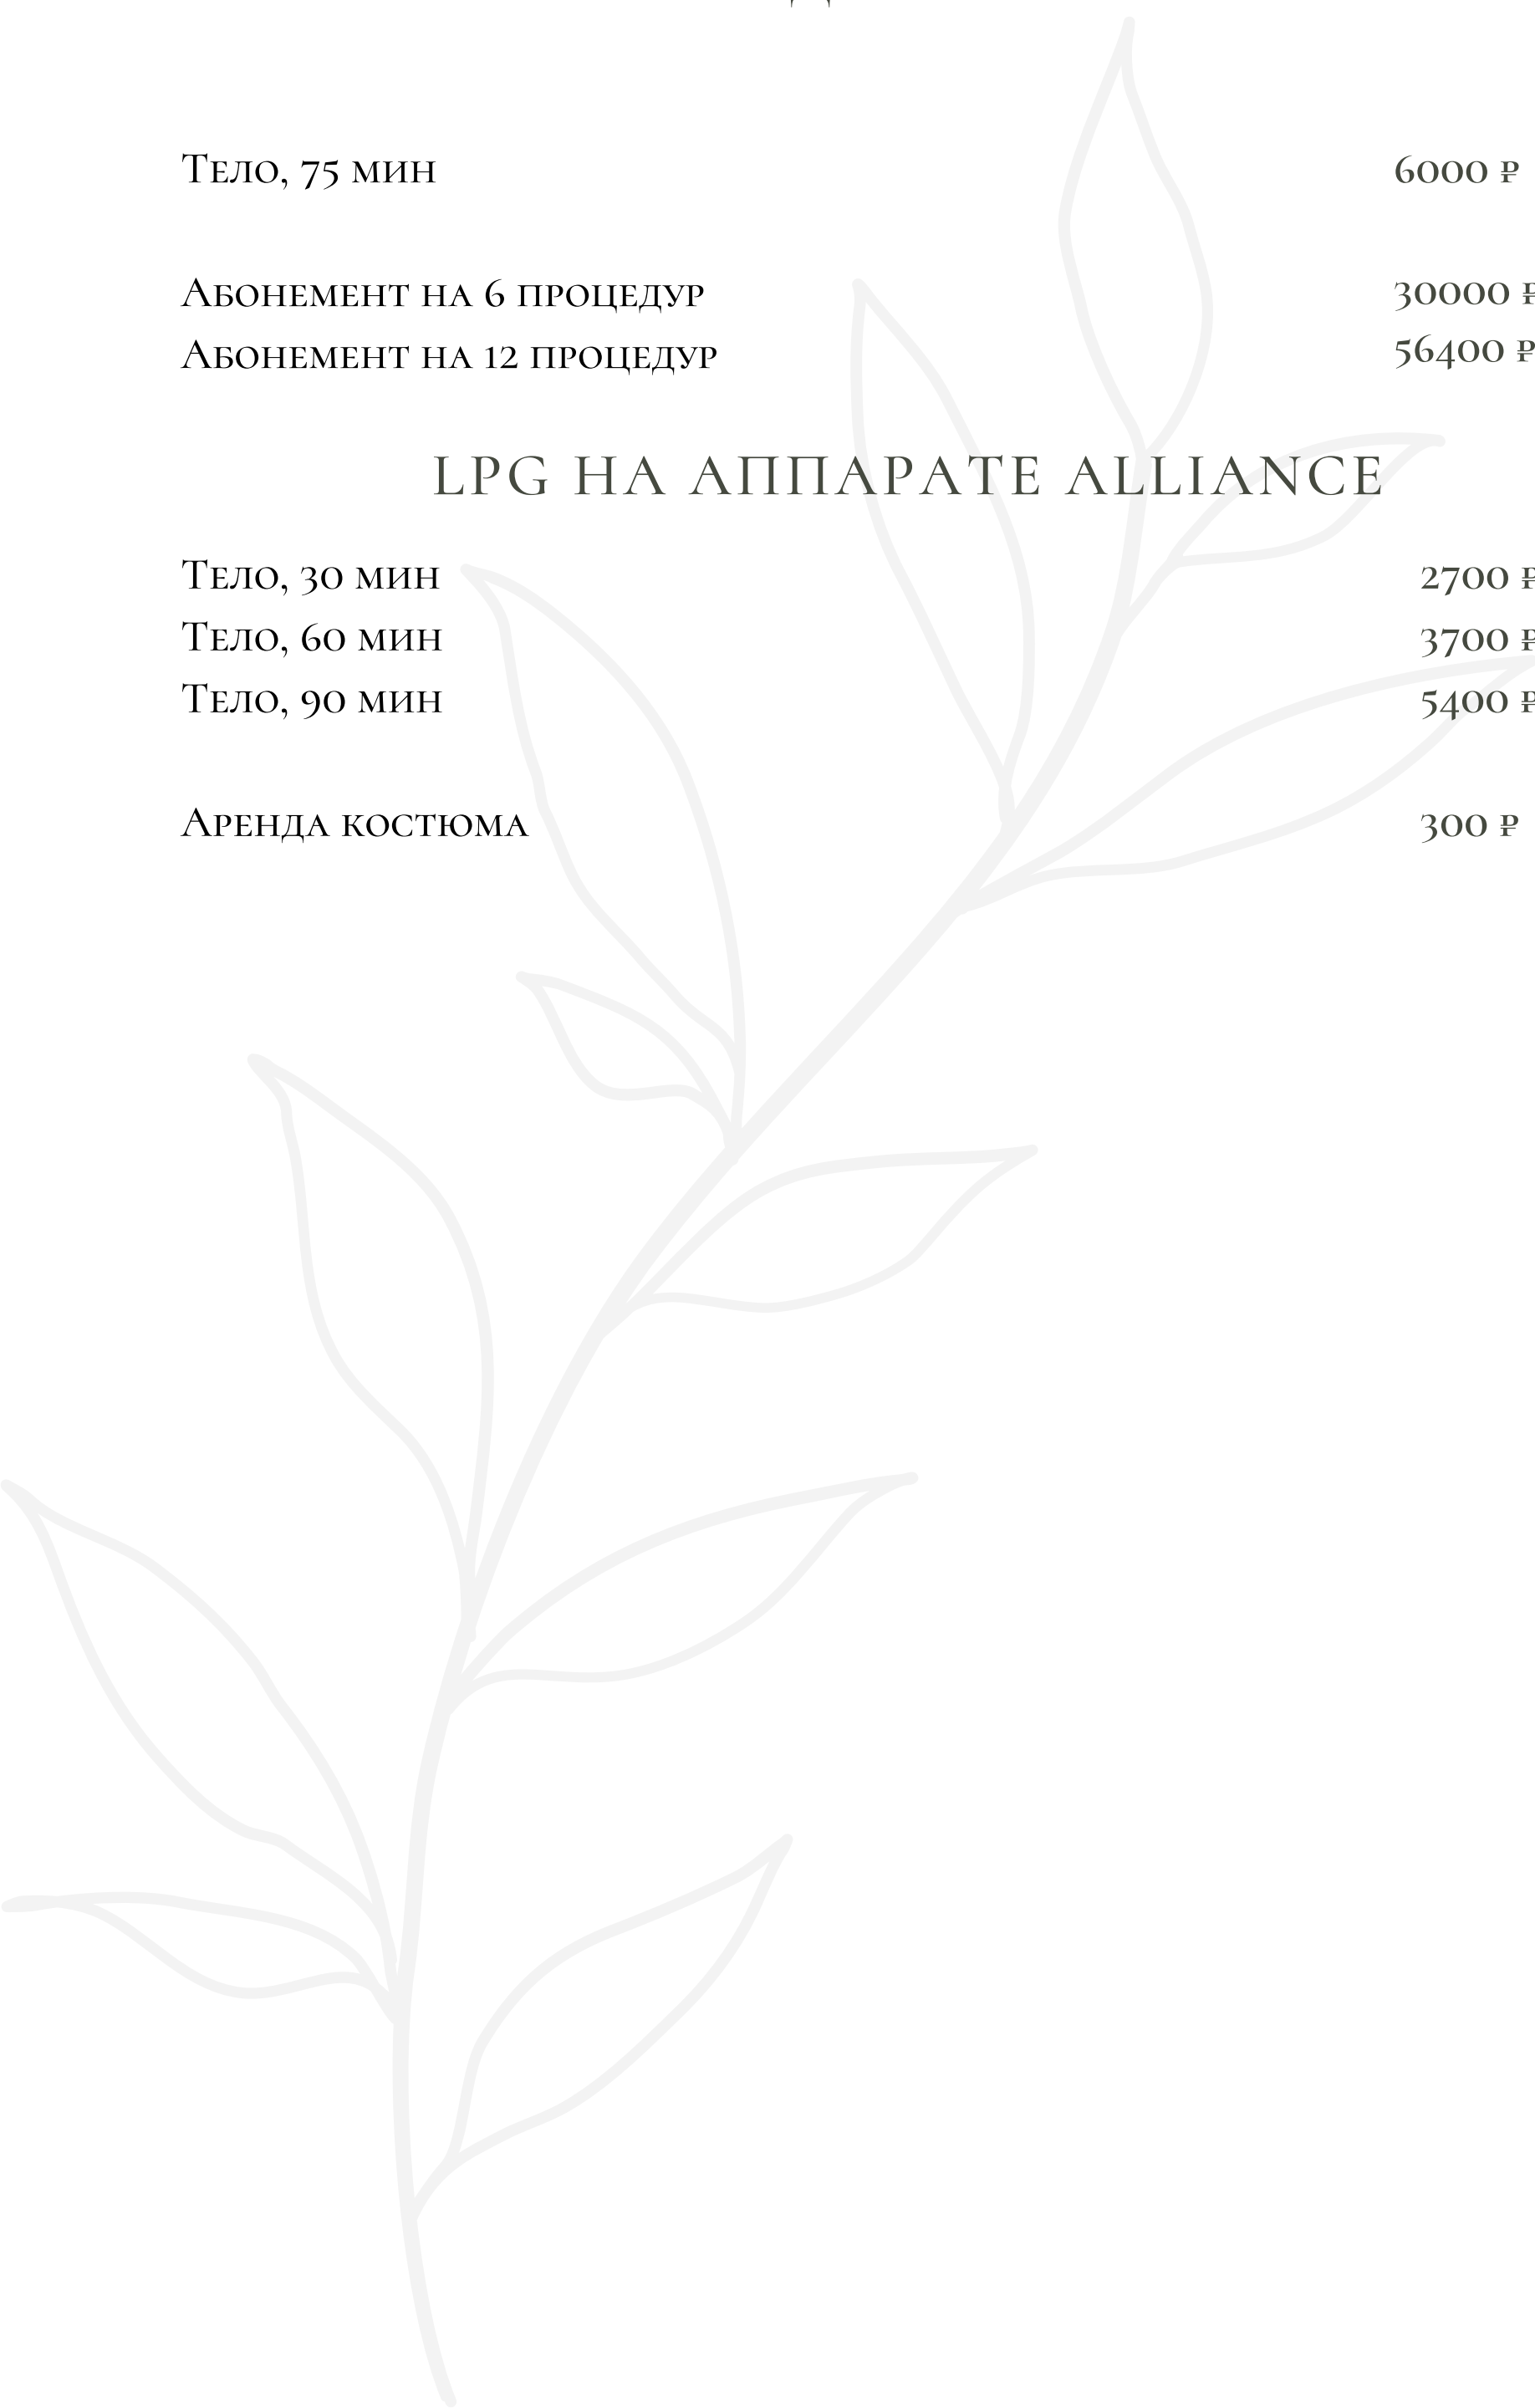 Тело, 75 мин 6000 ₽
Абонемент на 6 процедур 30000 ₽
Абонемент на 12 процедур 56400 ₽
LPG НА АППАРАТЕ ALLIANCE
Тело, 30 мин 2700 ₽
Тело, 60 мин 3700 ₽
Тело, 90 мин 5400 ₽
Аренда костюма 300 ₽